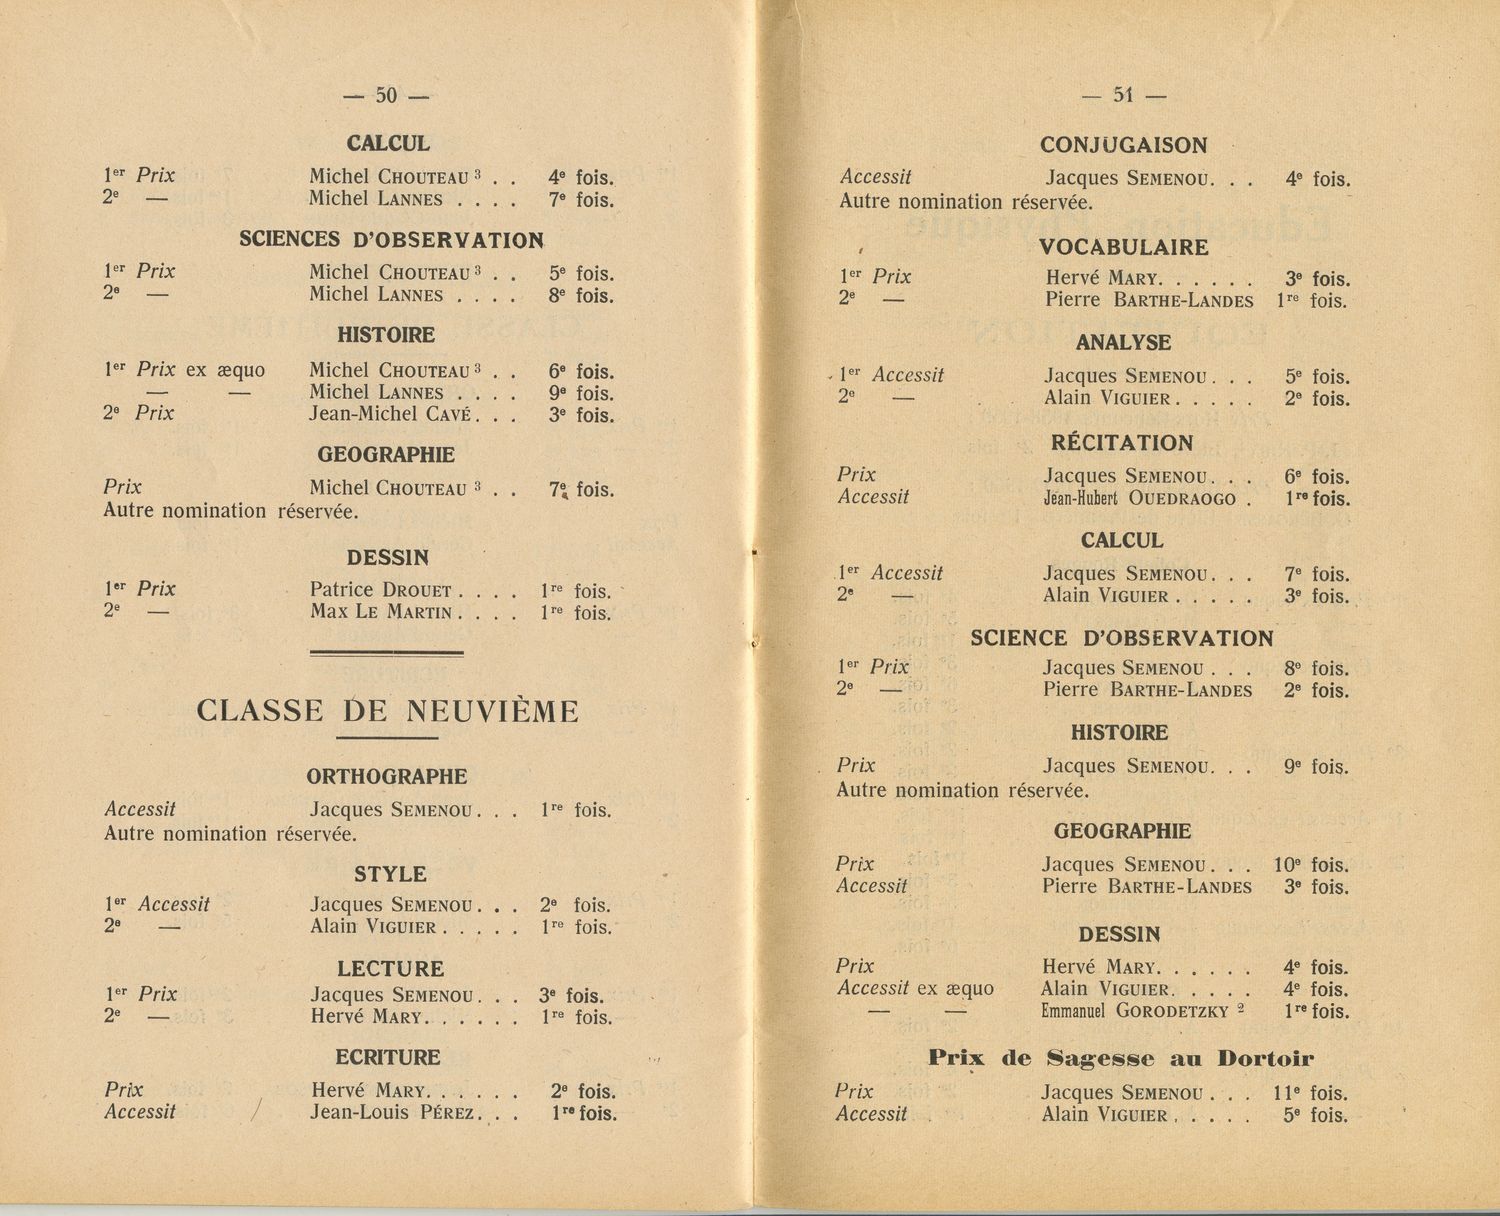 — 50 —
CALCUL
1er Prix Michel CHOUTEAU 3 . . 4e fois.
2e — Michel LANNES . . . . 7e fois.
SCIENCES D'OBSERVATION
1er Prix Michel CHOUTEAU 3 . . 5e fois.
2e — Michel LANNES . . . . 8e fois.
HISTOIRE
1er Prix ex æquo Michel CHOUTEAU 3 . . 6e fois.
— — Michel LANNES . . . . 9e fois.
2e Prix Jean-Michel CAVÉ . . . 3e fois.
GEOGRAPHIE
Prix Michel CHOUTEAU 3 . . 7e fois.
Autre nomination réservée.
DESSIN
1er Prix Patrice DROUET . . . . 1re fois.
2e — Max LE MARTIN . . . . 1re fois.
CLASSE DE NEUVIÈME
ORTHOGRAPHE
Accessit Jacques SEMENOU . . . 1re fois.
Autre nomination réservée.
STYLE
1er Accessit Jacques SEMENOU . . . 2e fois.
2e — Alain VIGUIER . . . . . 1re fois.
LECTURE
1er Prix Jacques SEMENOU . . . 3e fois.
2e — Hervé MARY . . . . . . 1re fois.
ECRITURE
Prix Hervé MARY . . . . . . 2e fois.
Accessit Jean-Louis PÉREZ . . . 1re fois.
— 51 —
CONJUGAISON
Accessit Jacques SEMENOU . . . 4e fois.
Autre nomination réservée.
VOCABULAIRE
1er Prix Hervé MARY . . . . . . 3e fois.
2e — Pierre BARTHE-LANDES 1re fois.
ANALYSE
1er Accessit Jacques SEMENOU . . . 5e fois.
2e — Alain VIGUIER . . . . . 2e fois.
RÉCITATION
Prix Jacques SEMENOU . . . 6e fois.
Accessit Jean-Hubert OUEDRAOGO . 1re fois.
CALCUL
1er Accessit Jacques SEMENOU . . . 7e fois.
2e — Alain VIGUIER . . . . . 3e fois.
SCIENCE D'OBSERVATION
1er Prix Jacques SEMENOU . . . 8e fois.
2e — Pierre BARTHE-LANDES 2e fois.
HISTOIRE
Prix Jacques SEMENOU . . . 9e fois.
Autre nomination réservée.
GEOGRAPHIE
Prix Jacques SEMENOU . . . 10e fois.
Accessit Pierre BARTHE-LANDES 3e fois.
DESSIN
Prix Hervé MARY . . . . . . 4e fois.
Accessit ex æquo Alain VIGUIER . . . . . 4e fois.
— — Emmanuel GORODETZKY 2 1re fois.
Prix de Sagesse au Dortoir
Prix Jacques SEMENOU . . . 11e fois.
Accessit Alain VIGUIER . . . . . 5e fois.